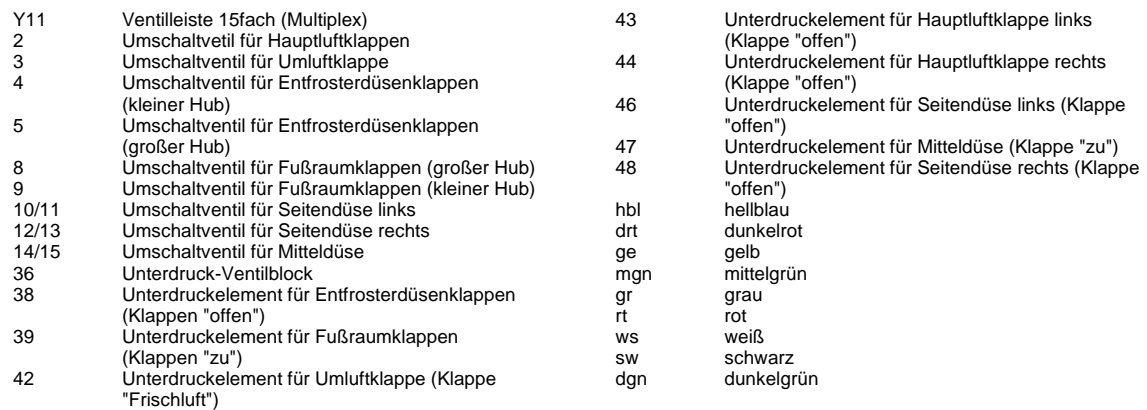 Y11 Ventilleiste 15fach (Multiplex)
2 Umschaltvetil für Hauptluftklappen
3 Umschaltventil für Umluftklappe
4 Umschaltventil für Entfrosterdüsenklappen
(kleiner Hub)
5 Umschaltventil für Entfrosterdüsenklappen
(großer Hub)
8 Umschaltventil für Fußraumklappen (großer Hub)
9 Umschaltventil für Fußraumklappen (kleiner Hub)
10/11 Umschaltventil für Seitendüse links
12/13 Umschaltventil für Seitendüse rechts
14/15 Umschaltventil für Mitteldüse
36 Unterdruck-Ventilblock
38 Unterdruckelement für Entfrosterdüsenklappen
(Klappen "offen")
39 Unterdruckelement für Fußraumklappen
(Klappen "zu")
42 Unterdruckelement für Umluftklappe (Klappe
"Frischluft")
43 Unterdruckelement für Hauptluftklappe links
(Klappe "offen")
44 Unterdruckelement für Hauptluftklappe rechts
(Klappe "offen")
46 Unterdruckelement für Seitendüse links (Klappe
"offen")
47 Unterdruckelement für Mitteldüse (Klappe "zu")
48 Unterdruckelement für Seitendüse rechts (Klappe
"offen")
hbl hellblau
drt dunkelrot
ge gelb
mgn mittelgrün
gr grau
rt rot
ws weiß
sw schwarz
dgn dunkelgrün